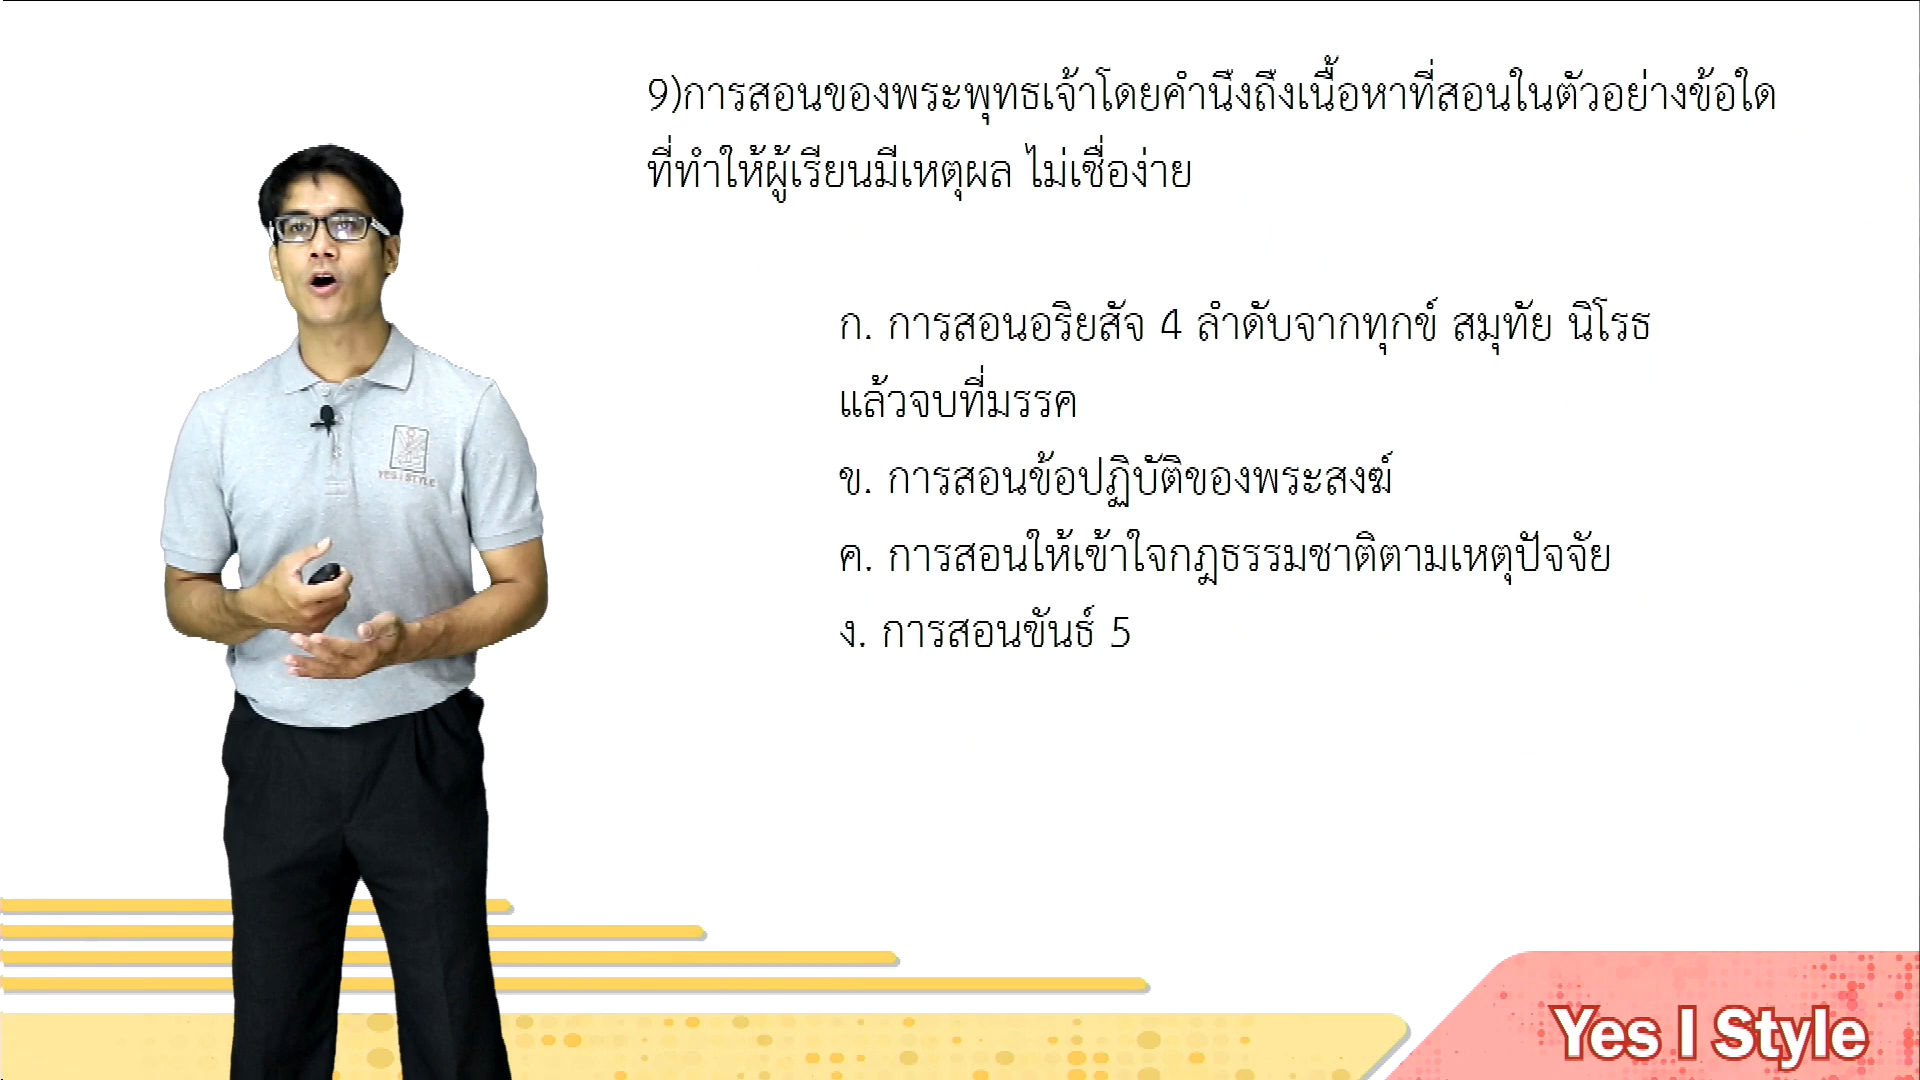 9)การสอนของพระพุทธเจ้าโดยคำนึงถึงเนื้อหาที่สอนในตัวอย่างข้อใด
ที่ทำให้ผู้เรียนมีเหตุผล ไม่เชื่อง่าย
ก. การสอนอริยสัจ 4 ลำดับจากทุกข์ สมุทัย นิโรธ
แล้วจบที่มรรค
ข. การสอนข้อปฏิบัติของพระสงฆ์
ค. การสอนให้เข้าใจกฎธรรมชาติตามเหตุปัจจัย
ง. การสอนขันธ์ 5
YES I STYLE
Yes I Style